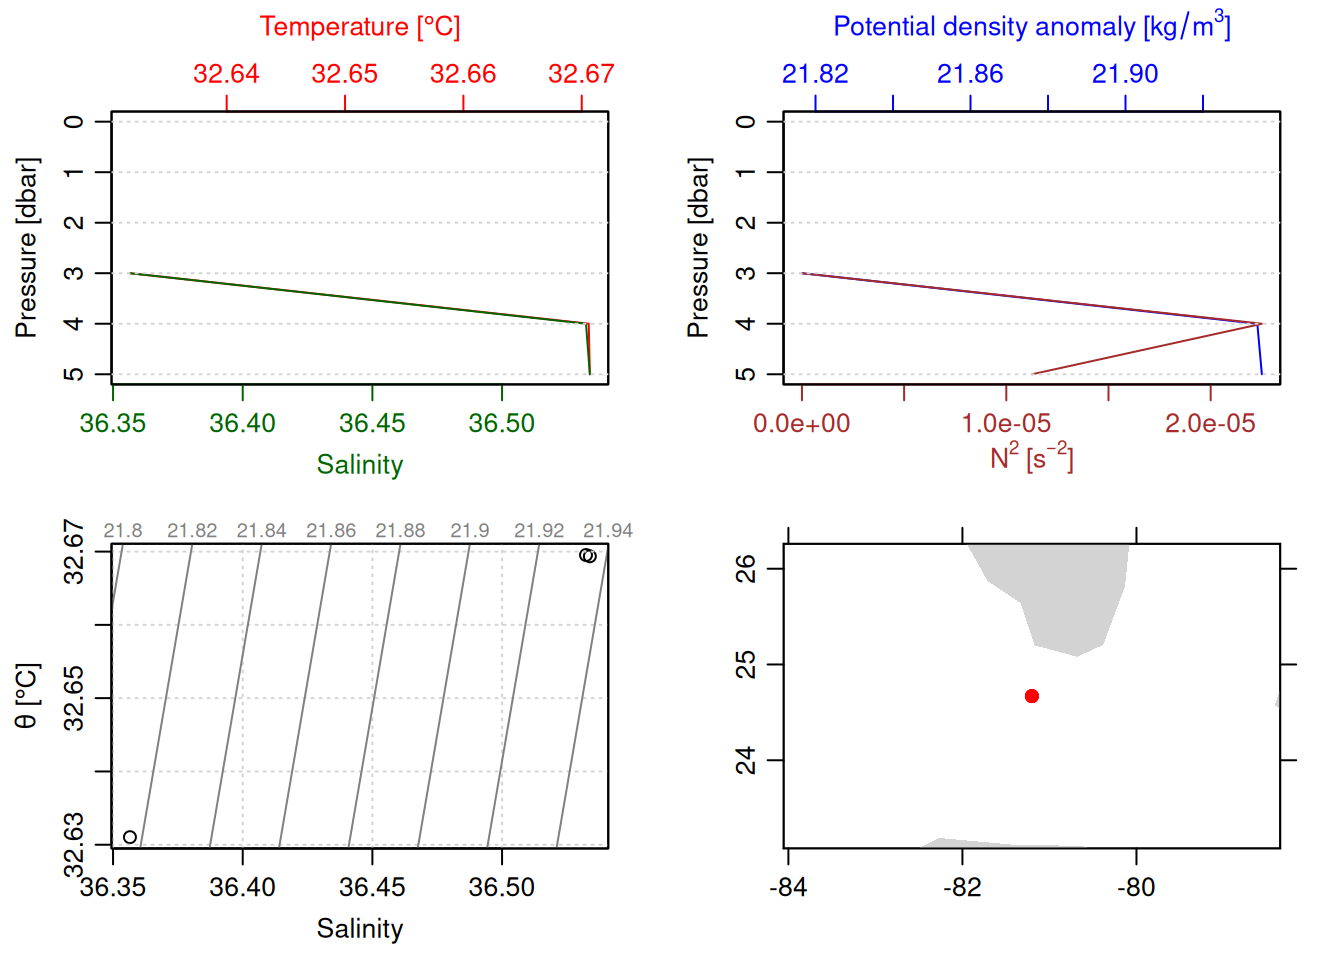 Temperature [°C]
32.64 32.65 32.66 32.67
Pressure [dbar]
0 1 2 3 4 5
36.35 36.40 36.45 36.50
Salinity
Potential density anomaly [kg/m³]
21.82 21.86 21.90
Pressure [dbar]
0 1 2 3 4 5
0.0e+00 1.0e-05 2.0e-05
N² [s⁻²]
21.8 21.82 21.84 21.86 21.88 21.9 21.92 21.94
θ [°C]
32.67 32.65 32.63
36.35 36.40 36.45 36.50
Salinity
26 25 24
-84 -82 -80